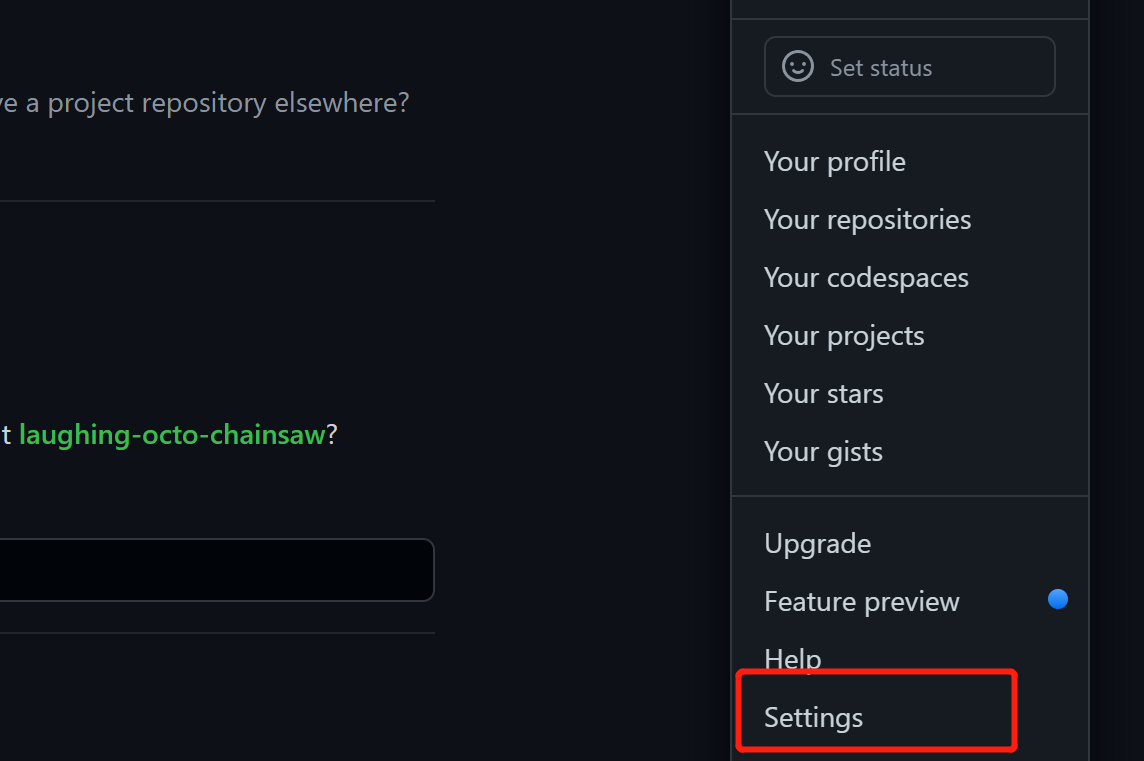 a project repository elsewhere?
laughing-octo-chainsaw?
Set status
Your profile
Your repositories
Your codespaces
Your projects
Your stars
Your gists
Upgrade
Feature preview
Help
Settings